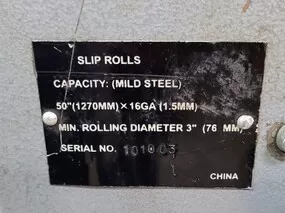 SLIP ROLLS
CAPACITY: (MILD STEEL)
50"(1270MM)×16GA (1.5MM)
MIN. ROLLING DIAMETER 3" (76 MM)
SERIAL NO. 101003
CHINA